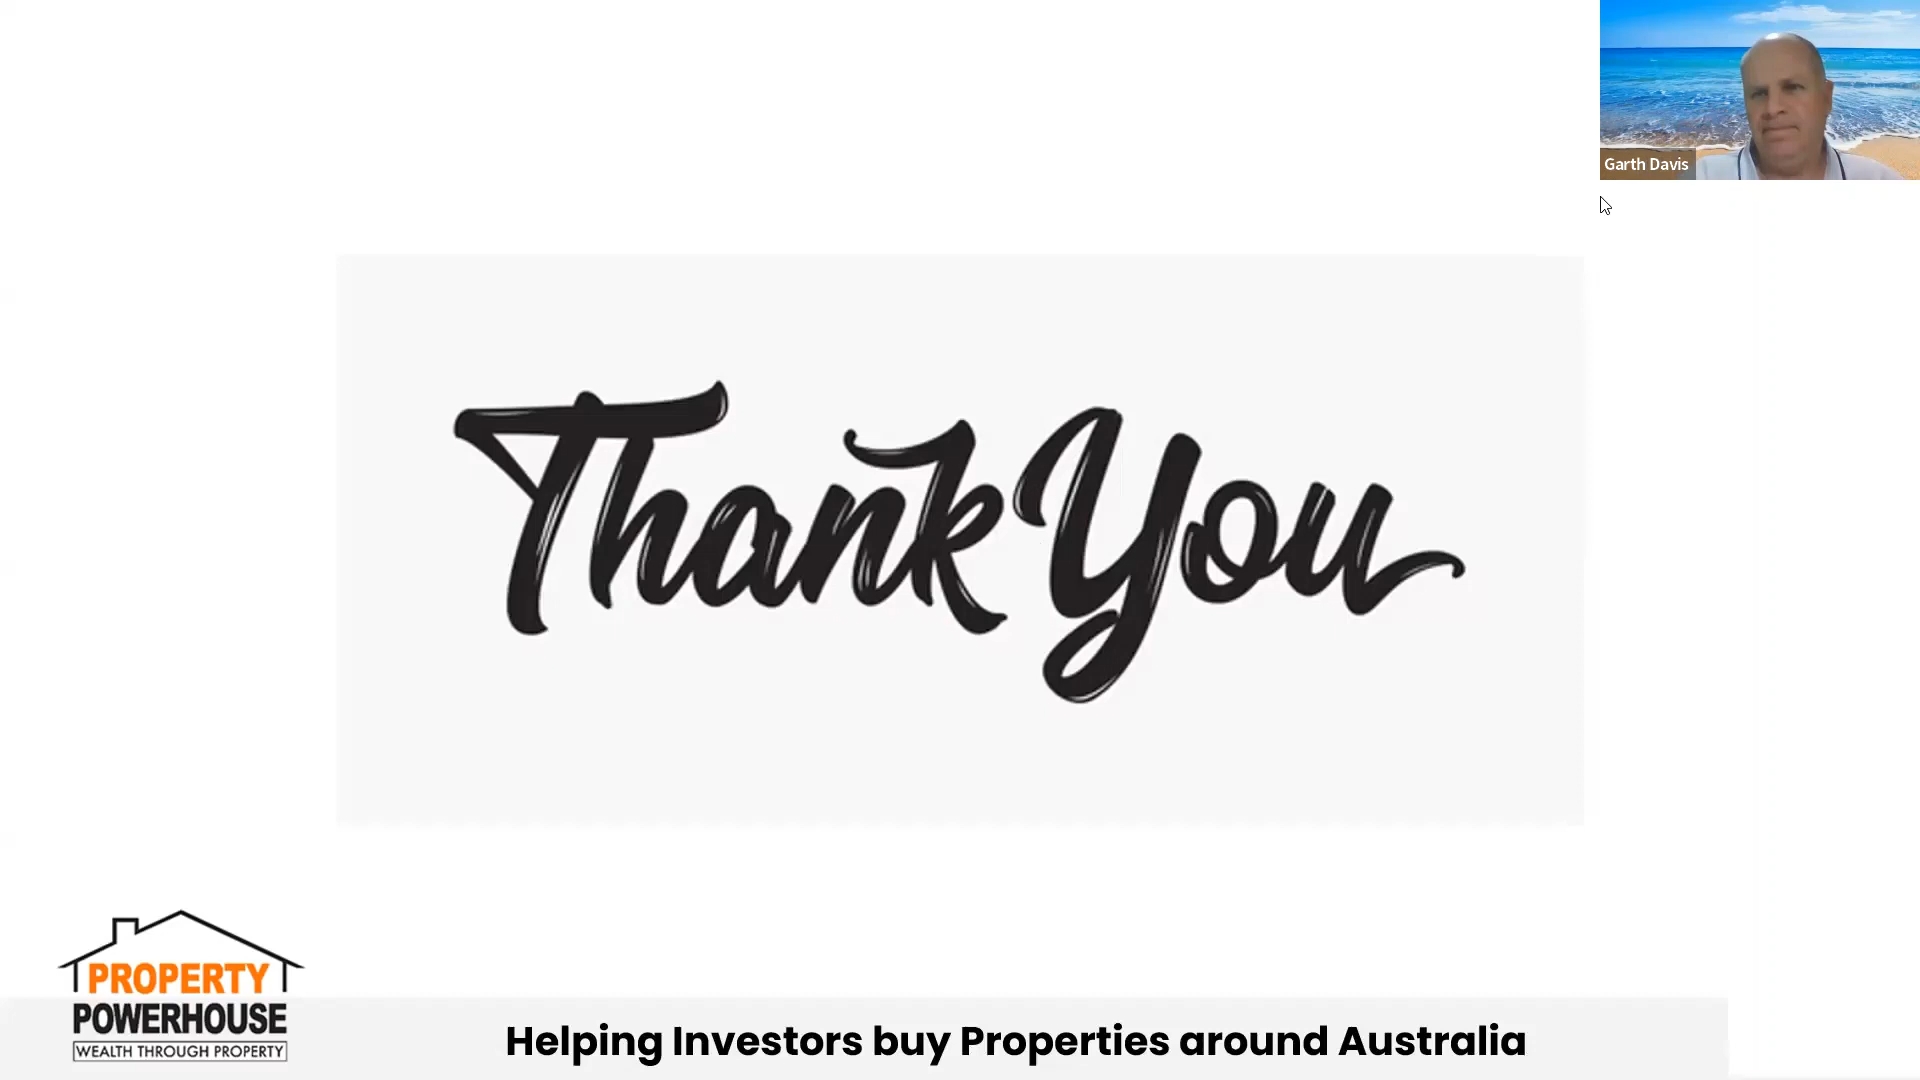 Garth Davis
Thank You
PROPERTY
POWERHOUSE
WEALTH THROUGH PROPERTY
Helping Investors buy Properties around Australia